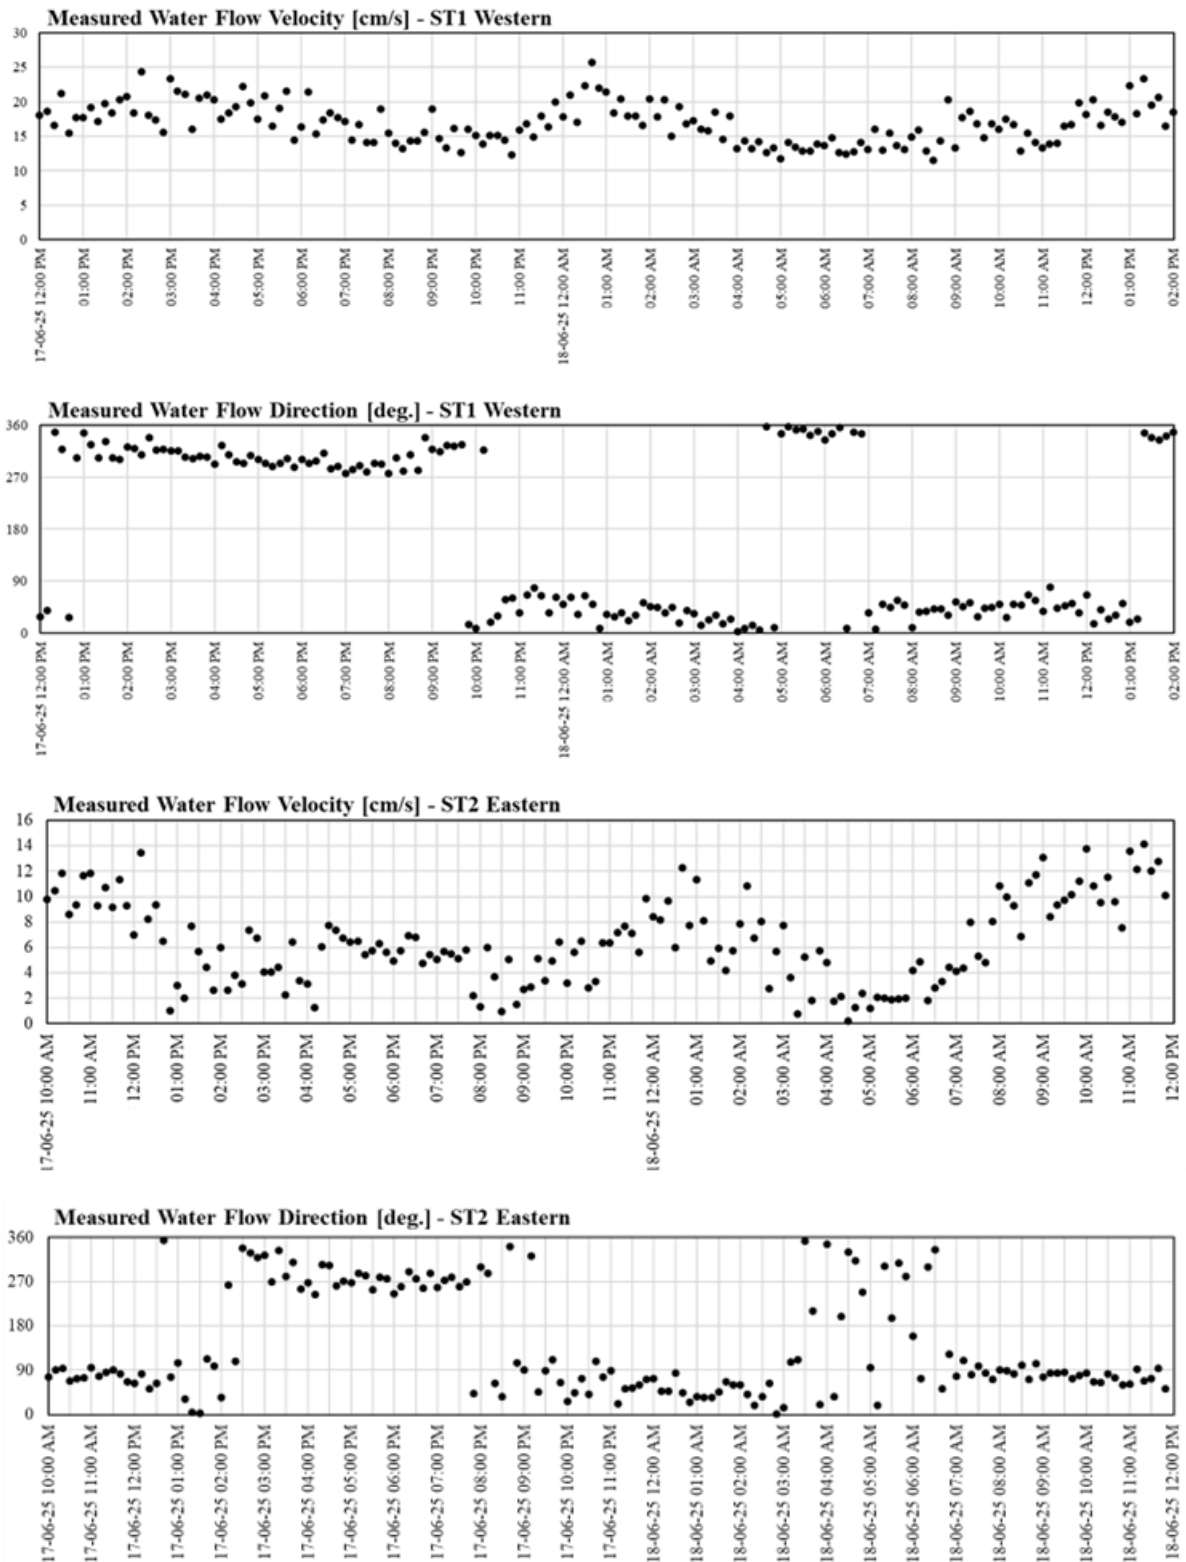 Measured Water Flow Velocity [cm/s] - ST1 Western
30
25
20
15
10
5
0
17-06-25 12:00 PM
01:00 PM
02:00 PM
03:00 PM
04:00 PM
05:00 PM
06:00 PM
07:00 PM
08:00 PM
09:00 PM
10:00 PM
11:00 PM
18-06-25 12:00 AM
01:00 AM
02:00 AM
03:00 AM
04:00 AM
05:00 AM
06:00 AM
07:00 AM
08:00 AM
09:00 AM
10:00 AM
11:00 AM
12:00 PM
01:00 PM
02:00 PM
Measured Water Flow Direction [deg.] - ST1 Western
360
270
180
90
0
17-06-25 12:00 PM
01:00 PM
02:00 PM
03:00 PM
04:00 PM
05:00 PM
06:00 PM
07:00 PM
08:00 PM
09:00 PM
10:00 PM
11:00 PM
18-06-25 12:00 AM
01:00 AM
02:00 AM
03:00 AM
04:00 AM
05:00 AM
06:00 AM
07:00 AM
08:00 AM
09:00 AM
10:00 AM
11:00 AM
12:00 PM
01:00 PM
02:00 PM
Measured Water Flow Velocity [cm/s] - ST2 Eastern
16
14
12
10
8
6
4
2
0
17-06-25 10:00 AM
11:00 AM
12:00 PM
01:00 PM
02:00 PM
03:00 PM
04:00 PM
05:00 PM
06:00 PM
07:00 PM
08:00 PM
09:00 PM
10:00 PM
11:00 PM
18-06-25 12:00 AM
01:00 AM
02:00 AM
03:00 AM
04:00 AM
05:00 AM
06:00 AM
07:00 AM
08:00 AM
09:00 AM
10:00 AM
11:00 AM
12:00 PM
Measured Water Flow Direction [deg.] - ST2 Eastern
360
270
180
90
0
17-06-25 10:00 AM
17-06-25 11:00 AM
17-06-25 12:00 PM
17-06-25 01:00 PM
17-06-25 02:00 PM
17-06-25 03:00 PM
17-06-25 04:00 PM
17-06-25 05:00 PM
17-06-25 06:00 PM
17-06-25 07:00 PM
17-06-25 08:00 PM
17-06-25 09:00 PM
17-06-25 10:00 PM
17-06-25 11:00 PM
18-06-25 12:00 AM
18-06-25 01:00 AM
18-06-25 02:00 AM
18-06-25 03:00 AM
18-06-25 04:00 AM
18-06-25 05:00 AM
18-06-25 06:00 AM
18-06-25 07:00 AM
18-06-25 08:00 AM
18-06-25 09:00 AM
18-06-25 10:00 AM
18-06-25 11:00 AM
18-06-25 12:00 PM